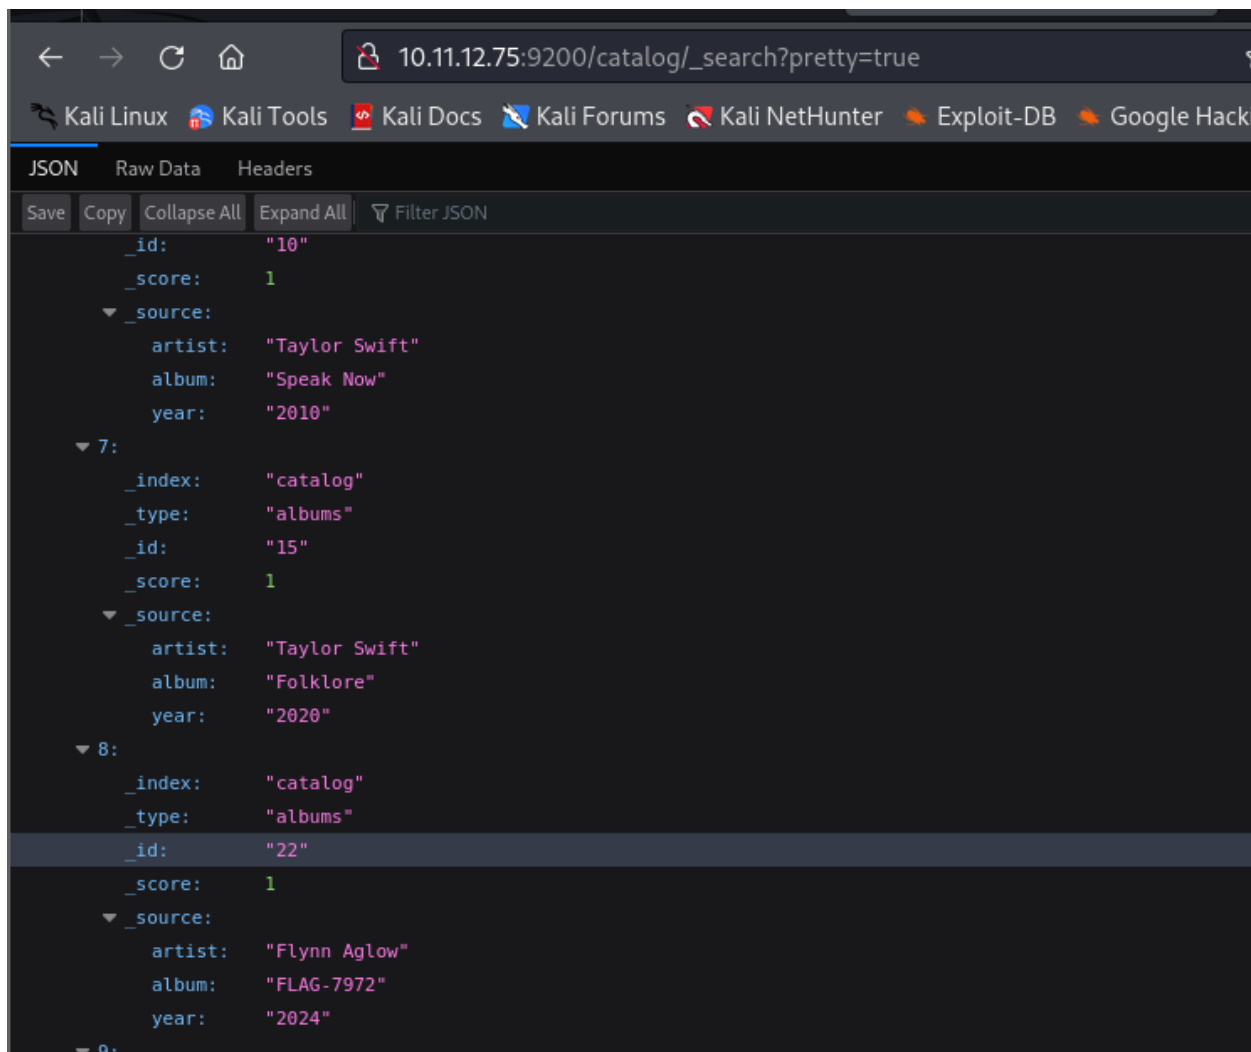 10.11.12.75:9200/catalog/_search?pretty=true
Kali Linux Kali Tools Kali Docs Kali Forums Kali NetHunter Exploit-DB Google Hack
JSON Raw Data Headers
Save Copy Collapse All Expand All Filter JSON
_id: "10"
_score: 1
_source:
artist: "Taylor Swift"
album: "Speak Now"
year: "2010"
7:
_index: "catalog"
_type: "albums"
_id: "15"
_score: 1
_source:
artist: "Taylor Swift"
album: "Folklore"
year: "2020"
8:
_index: "catalog"
_type: "albums"
_id: "22"
_score: 1
_source:
artist: "Flynn Aglow"
album: "FLAG-7972"
year: "2024"
9: